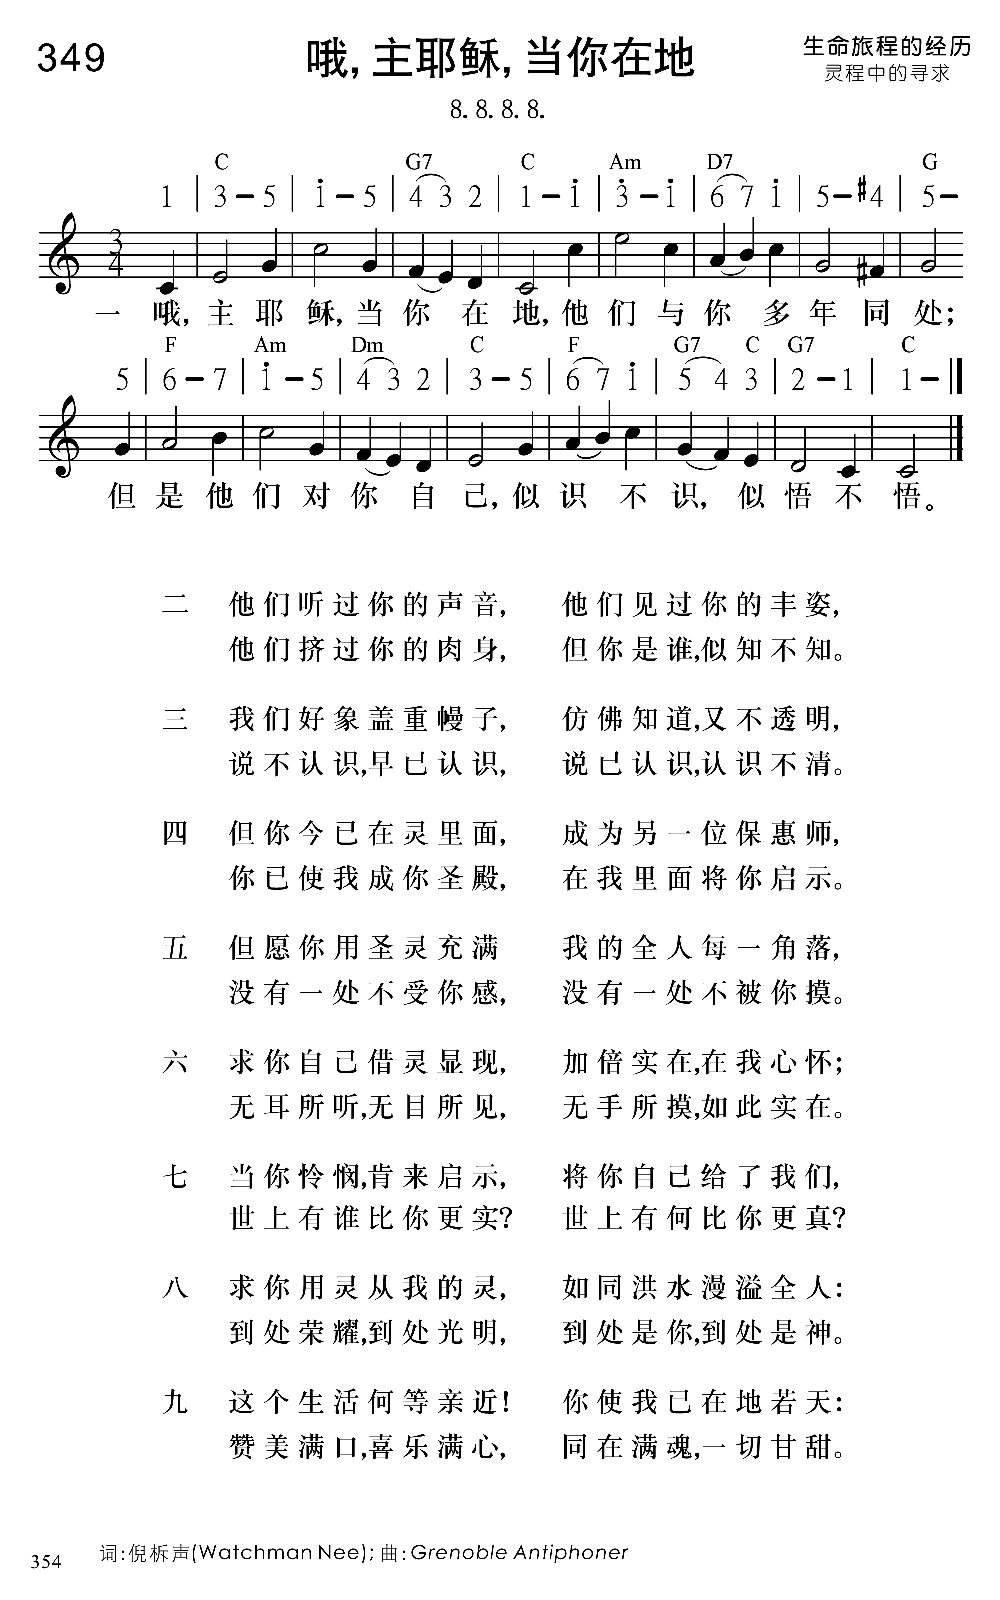 349
哦,主耶稣,当你在地
生命旅程的经历
灵程中的寻求
8. 8. 8. 8.
C G7 C Am D7 G
1 | 3 – 5 | i – 5 | 4 3 2 | 1 – i | 3̇ – i | 6 7 i | 5 – #4 | 5 –
3/4
一 哦,主耶稣,当你在地,他们与你多年同处;
F Am Dm C F G7 C G7 C
5 | 6 – 7 | i – 5 | 4 3 2 | 3 – 5 | 6 7 i | 5 4 3 | 2 – 1 | 1 – ‖
但是他们对你自己,似识不识,似悟不悟。
二 他们听过你的声音, 他们见过你的丰姿,
他们挤过你的肉身, 但你是谁,似知不知。
三 我们好象盖重幔子, 仿佛知道,又不透明,
说不认识,早已认识, 说已认识,认识不清。
四 但你今已在灵里面, 成为另一位保惠师,
你已使我成你圣殿, 在我里面将你启示。
五 但愿你用圣灵充满 我的全人每一角落,
没有一处不受你感, 没有一处不被你摸。
六 求你自己借灵显现, 加倍实在,在我心怀;
无耳所听,无目所见, 无手所摸,如此实在。
七 当你怜悯,肯来启示, 将你自己给了我们,
世上有谁比你更实? 世上有何比你更真?
八 求你用灵从我的灵, 如同洪水漫溢全人:
到处荣耀,到处光明, 到处是你,到处是神。
九 这个生活何等亲近! 你使我已在地若天:
赞美满口,喜乐满心, 同在满魂,一切甘甜。
354
词:倪柝声(Watchman Nee); 曲:Grenoble Antiphoner